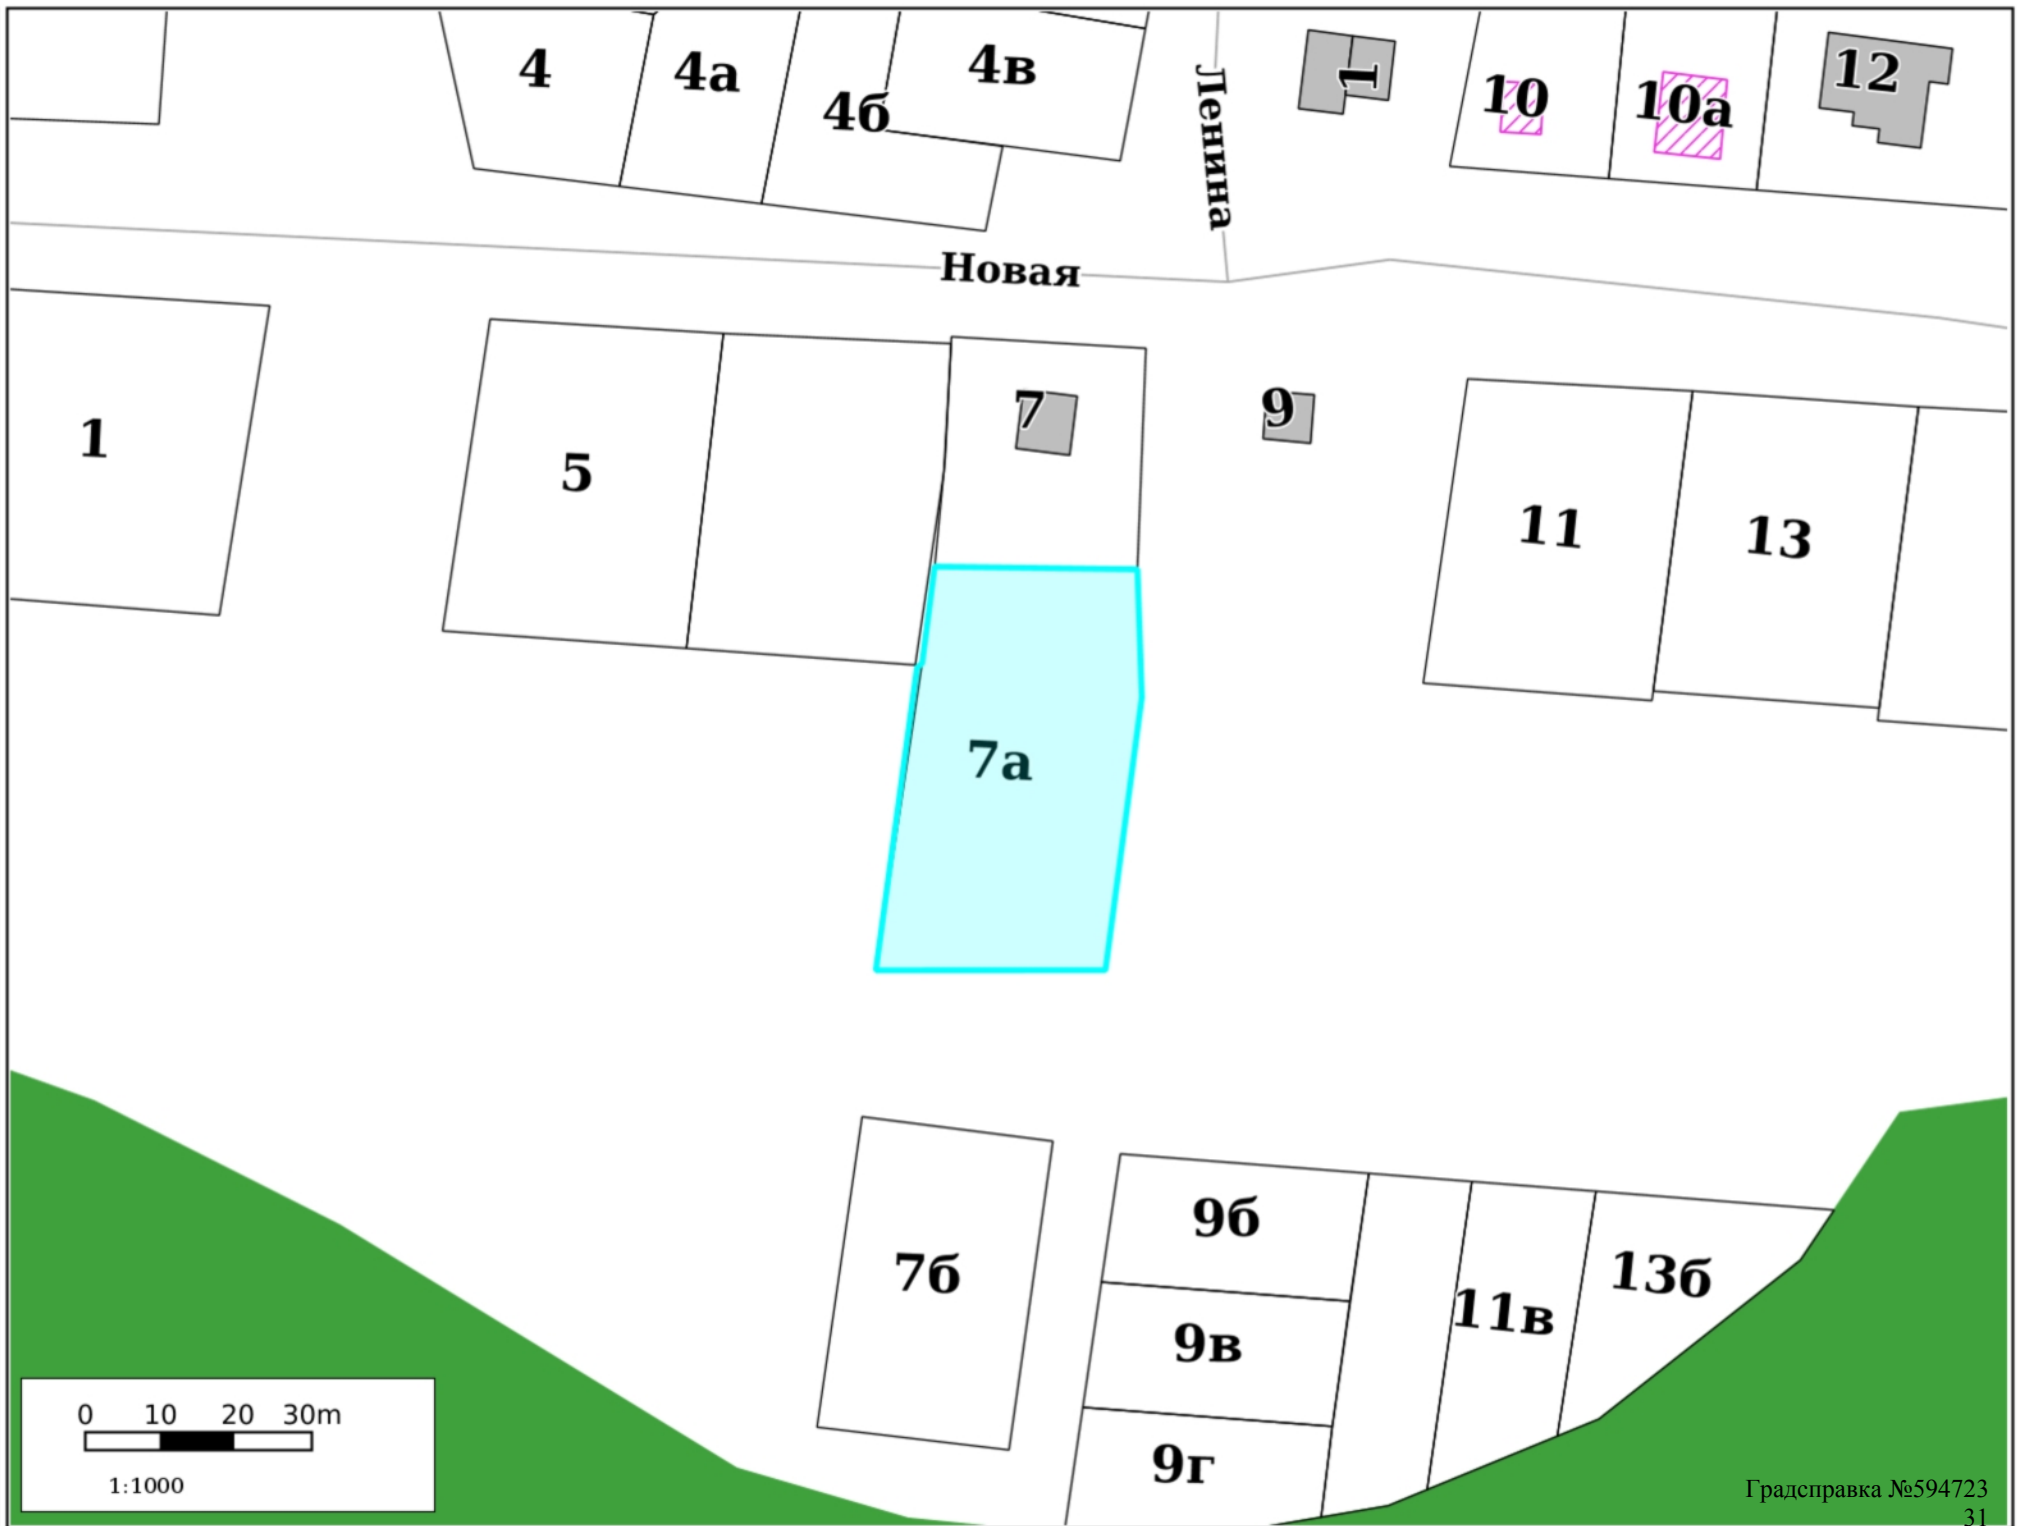 4
4а
4б
4в
Ленина
1
10
10а
12
Новая
1
5
7
9
11
13
7а
7б
9б
9в
9г
11в
13б
0 10 20 30m
1:1000
Градсправка №594723
31